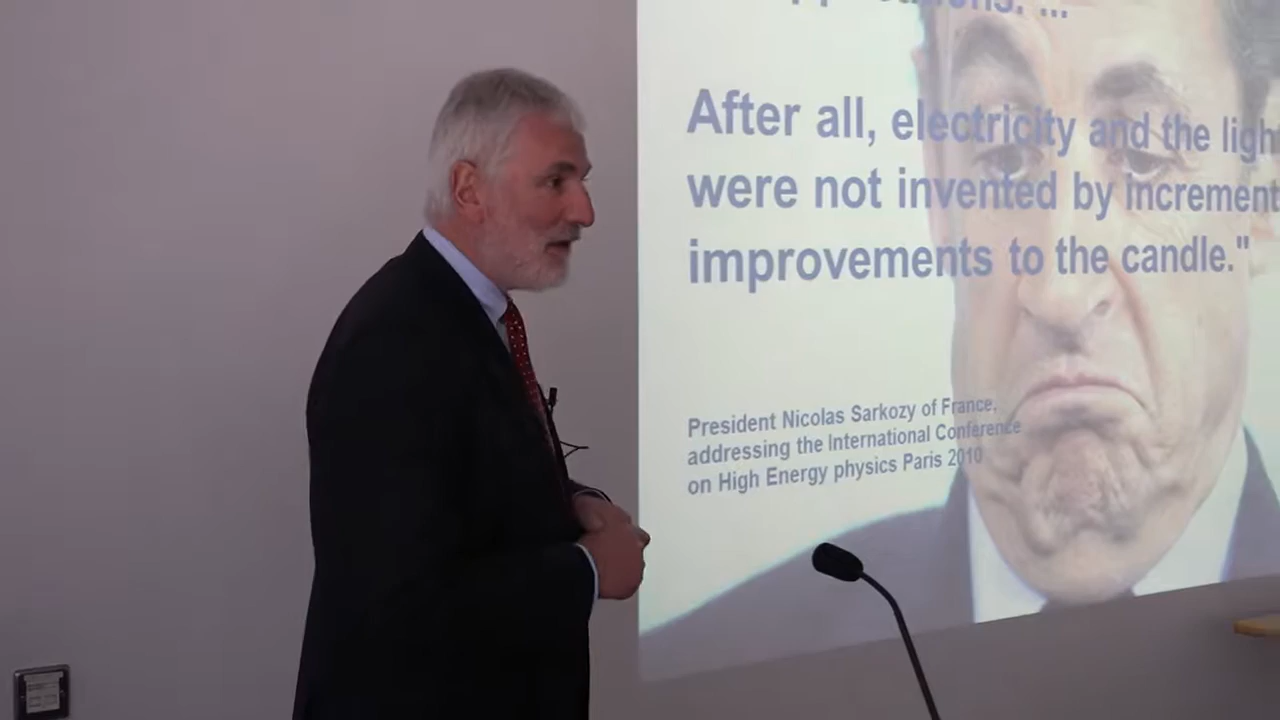 After all, electricity and the ligh
were not invented by increment
improvements to the candle."
President Nicolas Sarkozy of France,
addressing the International Conference
on High Energy physics Paris 2010